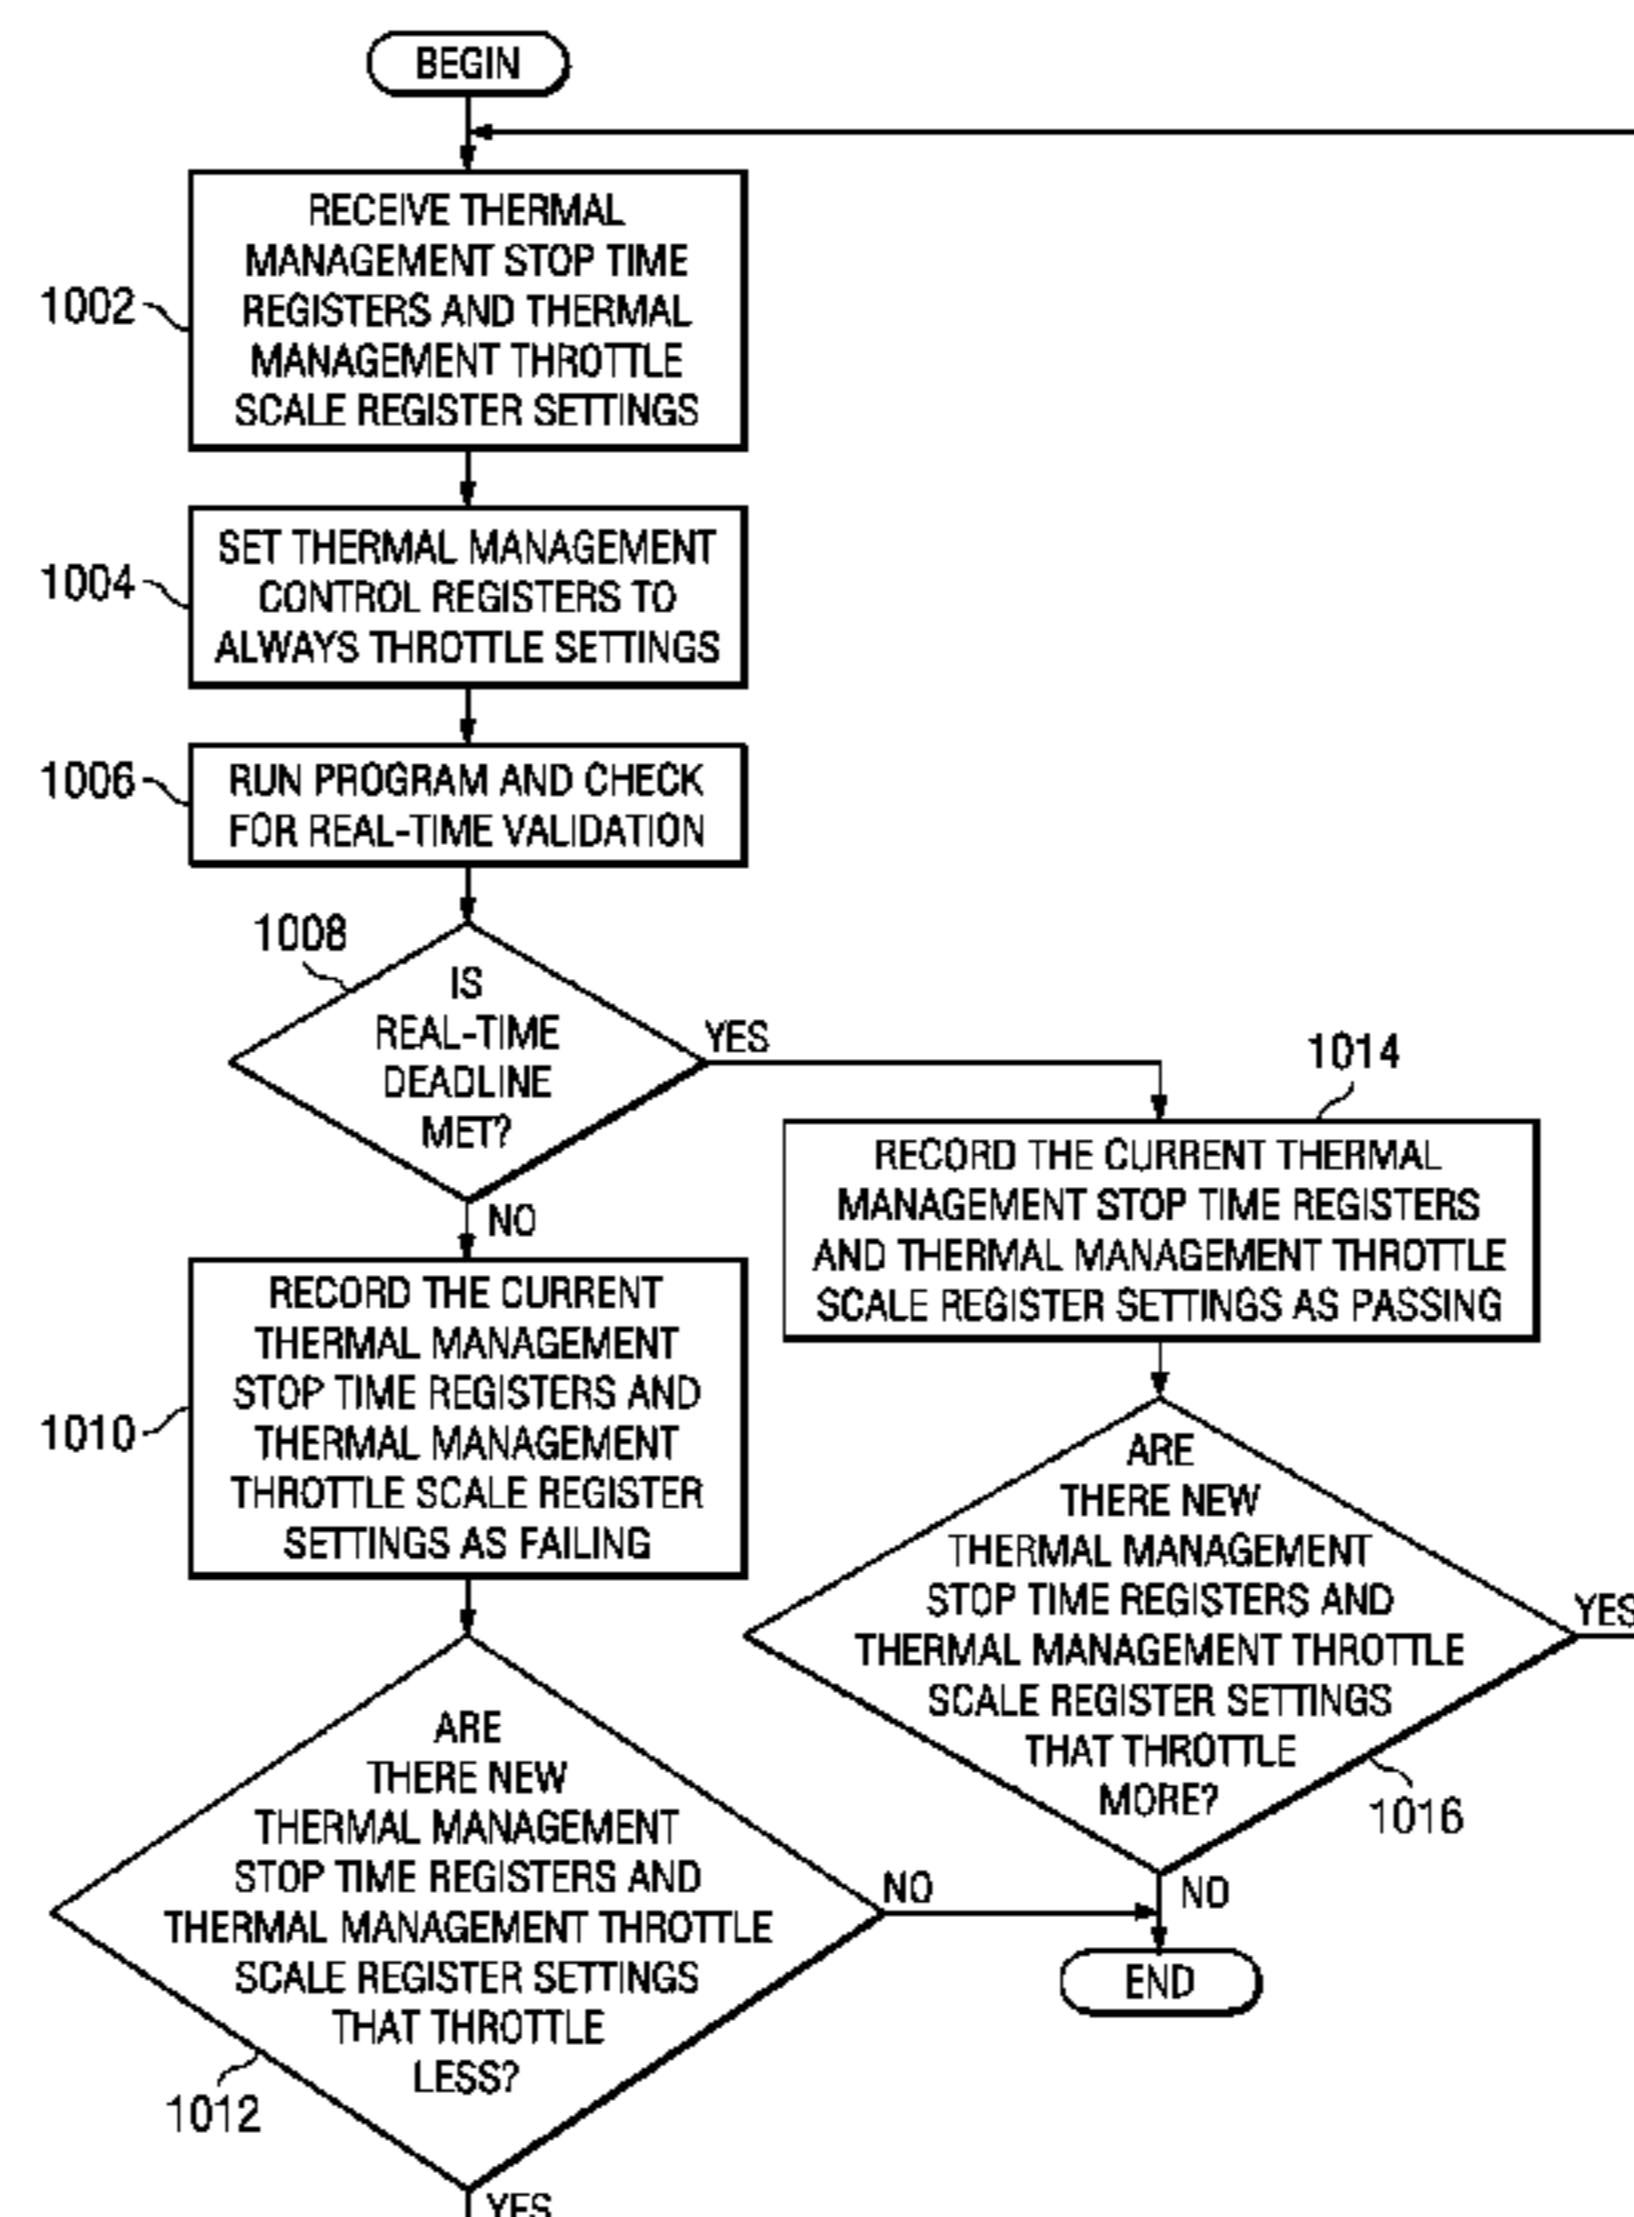 BEGIN
RECEIVE THERMAL
MANAGEMENT STOP TIME
REGISTERS AND THERMAL
MANAGEMENT THROTTLE
SCALE REGISTER SETTINGS
1002
SET THERMAL MANAGEMENT
CONTROL REGISTERS TO
ALWAYS THROTTLE SETTINGS
1004
RUN PROGRAM AND CHECK
FOR REAL-TIME VALIDATION
1006
1008
IS
REAL-TIME
DEADLINE
MET?
YES
NO
1014
RECORD THE CURRENT THERMAL
MANAGEMENT STOP TIME REGISTERS
AND THERMAL MANAGEMENT THROTTLE
SCALE REGISTER SETTINGS AS PASSING
RECORD THE CURRENT
THERMAL MANAGEMENT
STOP TIME REGISTERS AND
THERMAL MANAGEMENT
THROTTLE SCALE REGISTER
SETTINGS AS FAILING
1010
ARE
THERE NEW
THERMAL MANAGEMENT
STOP TIME REGISTERS AND
THERMAL MANAGEMENT THROTTLE
SCALE REGISTER SETTINGS
THAT THROTTLE
MORE?
YES
1016
NO
ARE
THERE NEW
THERMAL MANAGEMENT
STOP TIME REGISTERS AND
THERMAL MANAGEMENT THROTTLE
SCALE REGISTER SETTINGS
THAT THROTTLE
LESS?
NO
1012
END
YES